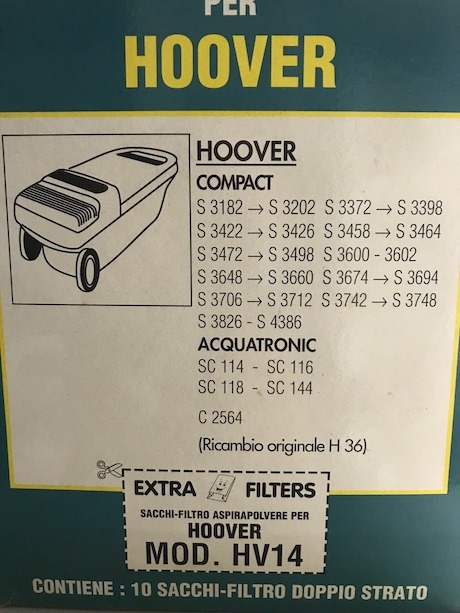 PER
HOOVER
HOOVER
COMPACT
S 3182 → S 3202 S 3372 → S 3398
S 3422 → S 3426 S 3458 → S 3464
S 3472 → S 3498 S 3600 - 3602
S 3648 → S 3660 S 3674 → S 3694
S 3706 → S 3712 S 3742 → S 3748
S 3826 - S 4386
ACQUATRONIC
SC 114 - SC 116
SC 118 - SC 144
C 2564
(Ricambio originale H 36)
EXTRA FILTERS
SACCHI-FILTRO ASPIRAPOLVERE PER
HOOVER
MOD. HV14
CONTIENE : 10 SACCHI-FILTRO DOPPIO STRATO